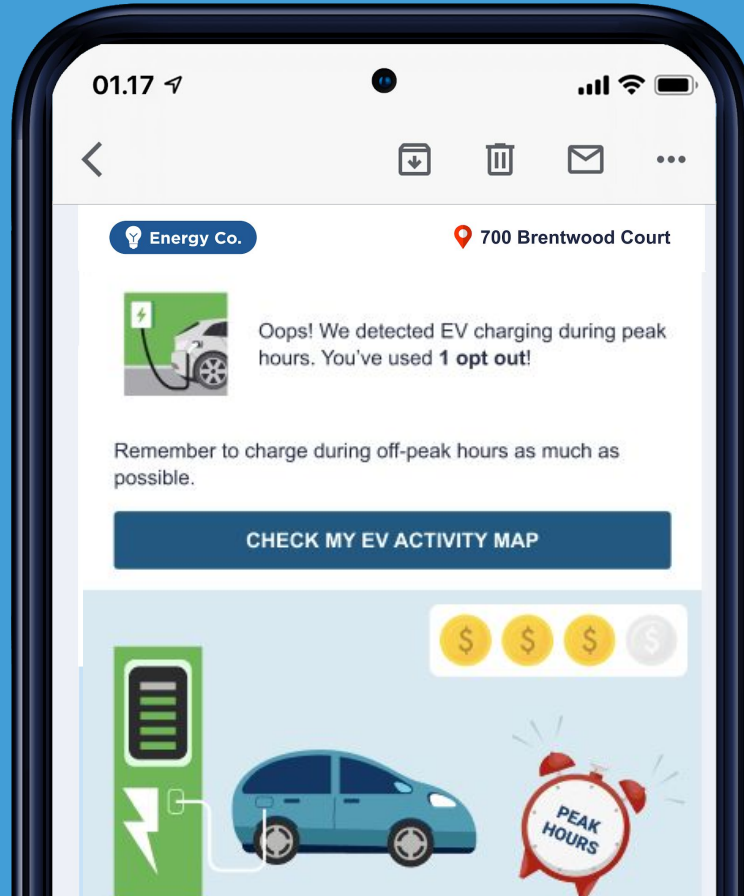 01.17
Energy Co.
700 Brentwood Court
Oops! We detected EV charging during peak
hours. You've used 1 opt out!
Remember to charge during off-peak hours as much as
possible.
CHECK MY EV ACTIVITY MAP
$ $ $ $
PEAK
HOURS